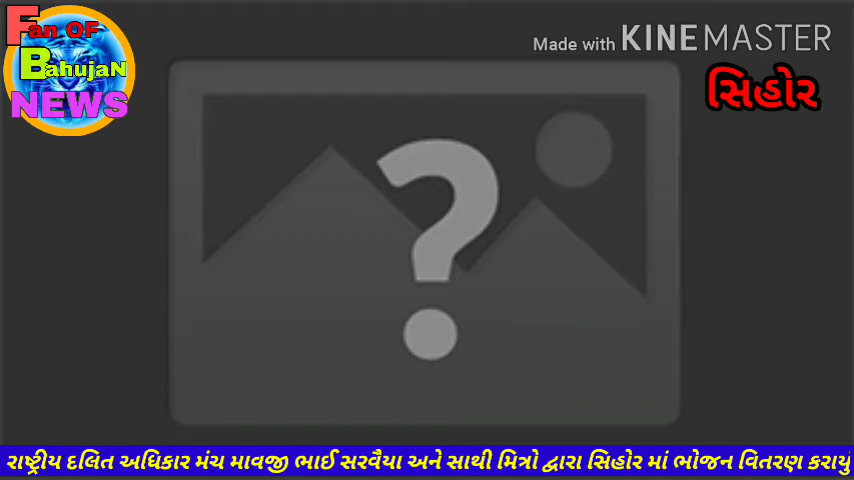 Fan OF
BahujaN
NEWS
Made with KINEMASTER
સિહોર
રાષ્ટ્રીય દલિત અધિકાર મંચ માવજી ભાઈ સરવૈયા અને સાથી મિત્રો દ્વારા સિહોર માં ભોજન વિતરણ કરાયું